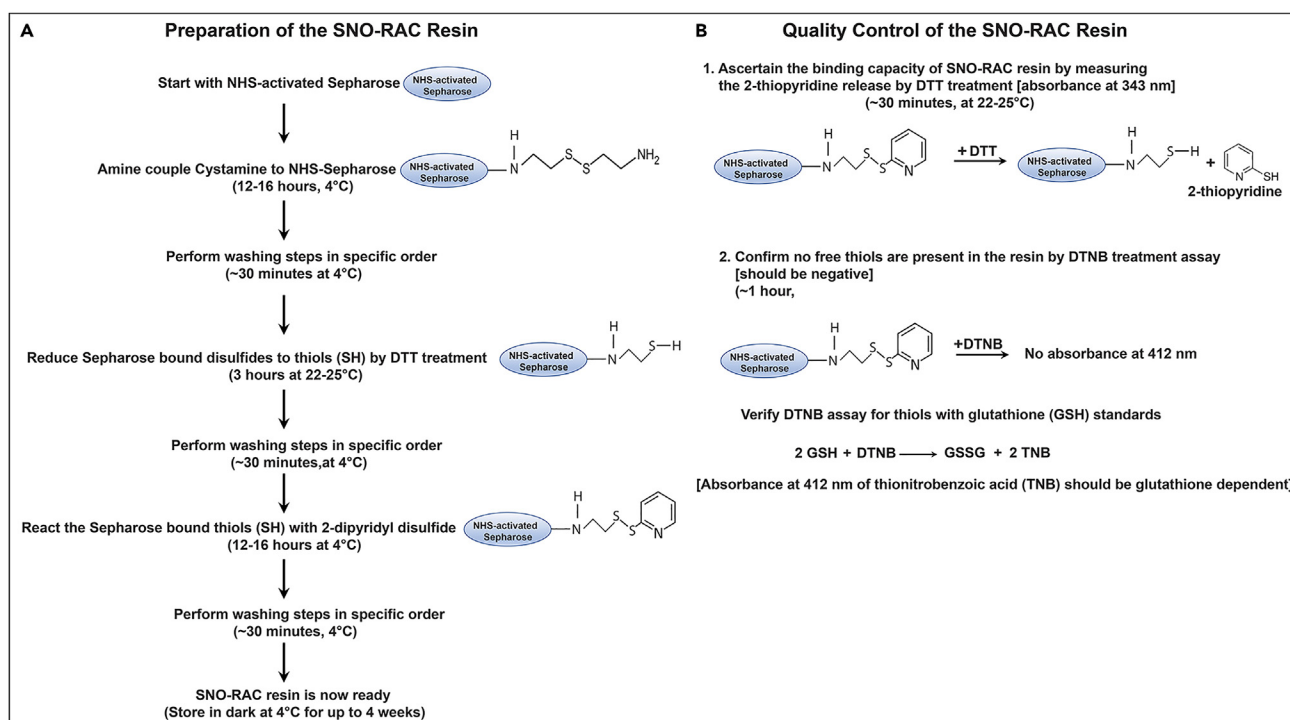 A
Preparation of the SNO-RAC Resin
Start with NHS-activated Sepharose
NHS-activated
Sepharose
Amine couple Cystamine to NHS-Sepharose
(12-16 hours, 4°C)
NHS-activated
Sepharose
H
N
S
S
NH2
Perform washing steps in specific order
(~30 minutes at 4°C)
Reduce Sepharose bound disulfides to thiols (SH) by DTT treatment
(3 hours at 22-25°C)
NHS-activated
Sepharose
H
N
S—H
Perform washing steps in specific order
(~30 minutes,at 4°C)
React the Sepharose bound thiols (SH) with 2-dipyridyl disulfide
(12-16 hours at 4°C)
NHS-activated
Sepharose
H
N
S
S
N
Perform washing steps in specific order
(~30 minutes, 4°C)
SNO-RAC resin is now ready
(Store in dark at 4°C for up to 4 weeks)
B
Quality Control of the SNO-RAC Resin
1. Ascertain the binding capacity of SNO-RAC resin by measuring
the 2-thiopyridine release by DTT treatment [absorbance at 343 nm]
(~30 minutes, at 22-25°C)
NHS-activated
Sepharose
H
N
S
S
N
+DTT
NHS-activated
Sepharose
H
N
S—H
+
N
SH
2-thiopyridine
2. Confirm no free thiols are present in the resin by DTNB treatment assay
[should be negative]
(~1 hour,
NHS-activated
Sepharose
H
N
S
S
N
+DTNB
No absorbance at 412 nm
Verify DTNB assay for thiols with glutathione (GSH) standards
2 GSH + DTNB → GSSG + 2 TNB
[Absorbance at 412 nm of thionitrobenzoic acid (TNB) should be glutathione dependent]